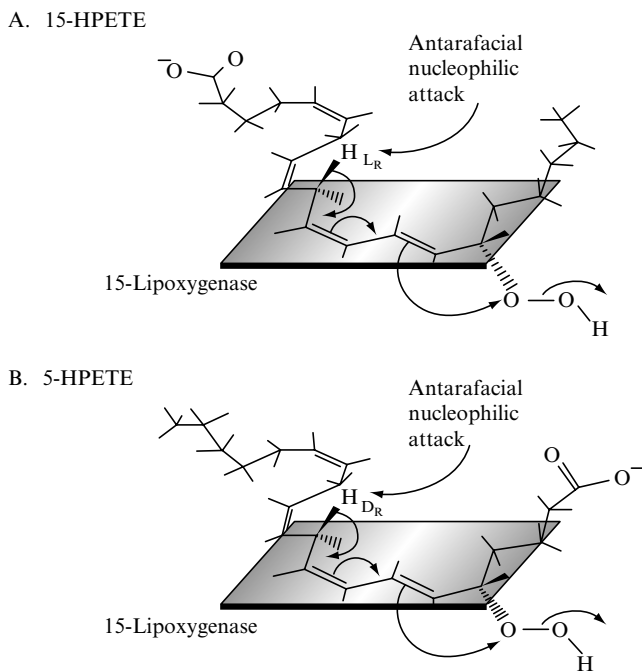 A. 15-HPETE
Antarafacial
nucleophilic
attack
−O O
H LR
15-Lipoxygenase
O O
H
B. 5-HPETE
Antarafacial
nucleophilic
attack
O
O−
H DR
15-Lipoxygenase
O O
H